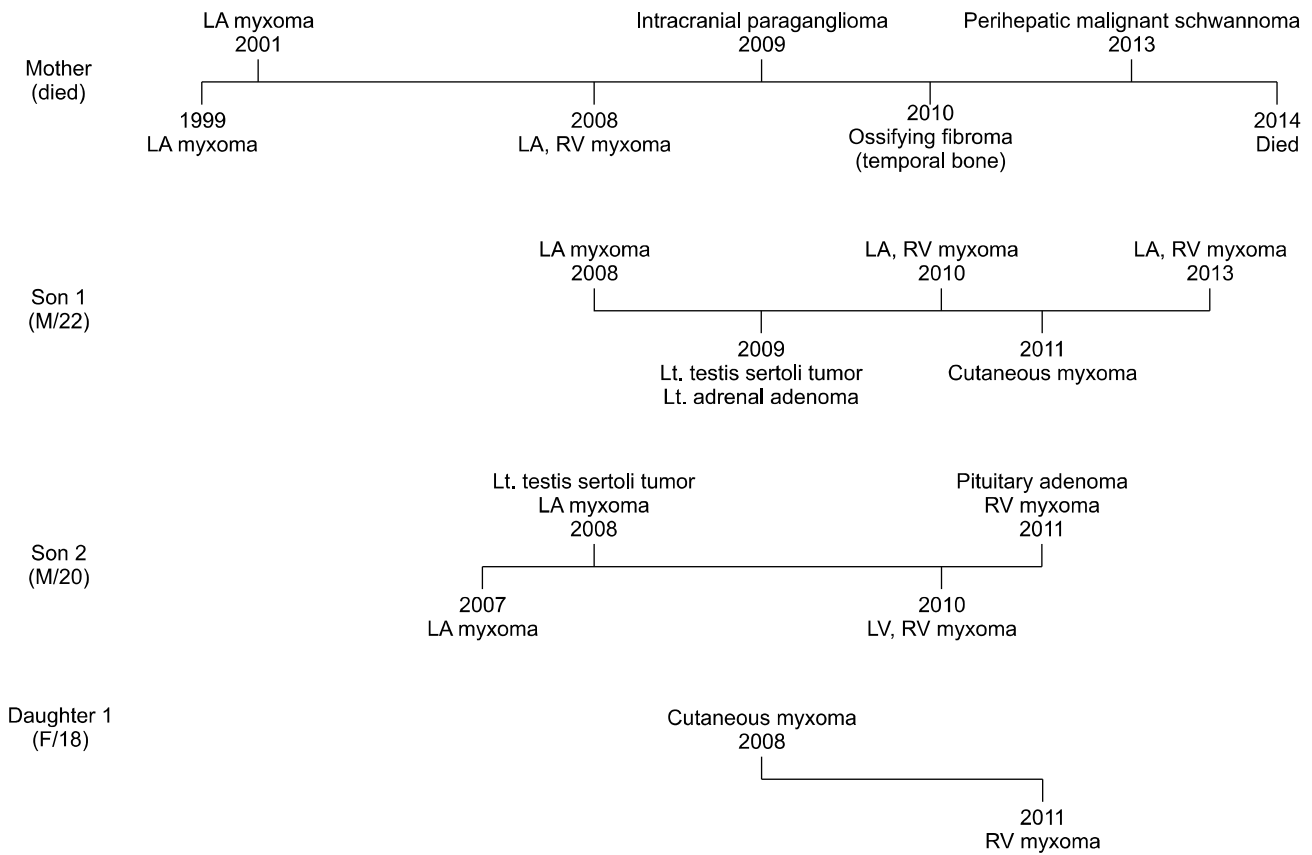 LA myxoma
2001
Intracranial paraganglioma
2009
Perihepatic malignant schwannoma
2013
Mother
(died)
1999
LA myxoma
2008
LA, RV myxoma
2010
Ossifying fibroma
(temporal bone)
2014
Died
LA myxoma
2008
LA, RV myxoma
2010
LA, RV myxoma
2013
Son 1
(M/22)
2009
Lt. testis sertoli tumor
Lt. adrenal adenoma
2011
Cutaneous myxoma
Lt. testis sertoli tumor
LA myxoma
2008
Pituitary adenoma
RV myxoma
2011
Son 2
(M/20)
2007
LA myxoma
2010
LV, RV myxoma
Daughter 1
(F/18)
Cutaneous myxoma
2008
2011
RV myxoma